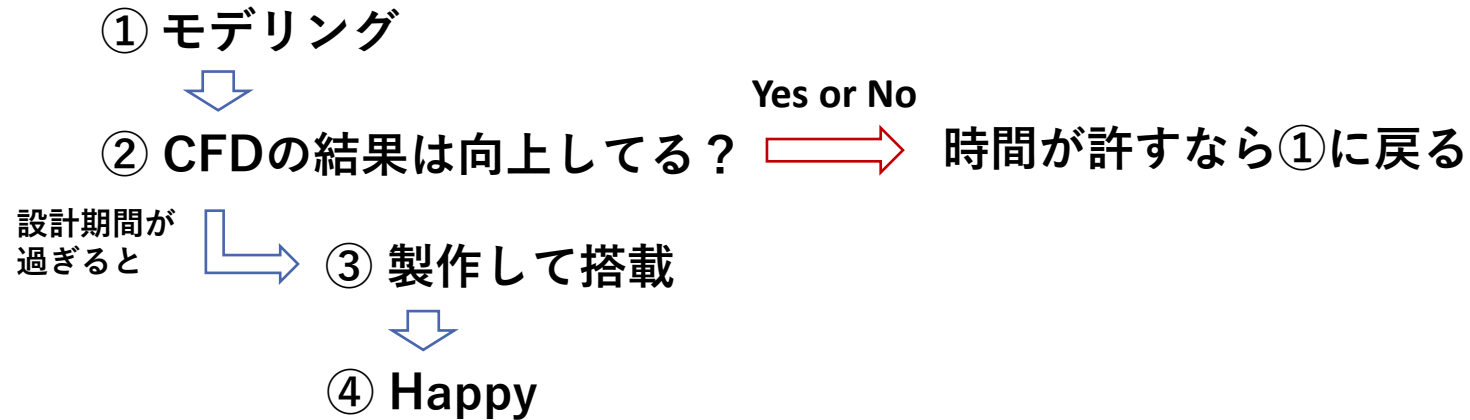 ① モデリング
Yes or No
② CFDの結果は向上してる？
時間が許すなら①に戻る
設計期間が
過ぎると
③ 製作して搭載
④ Happy